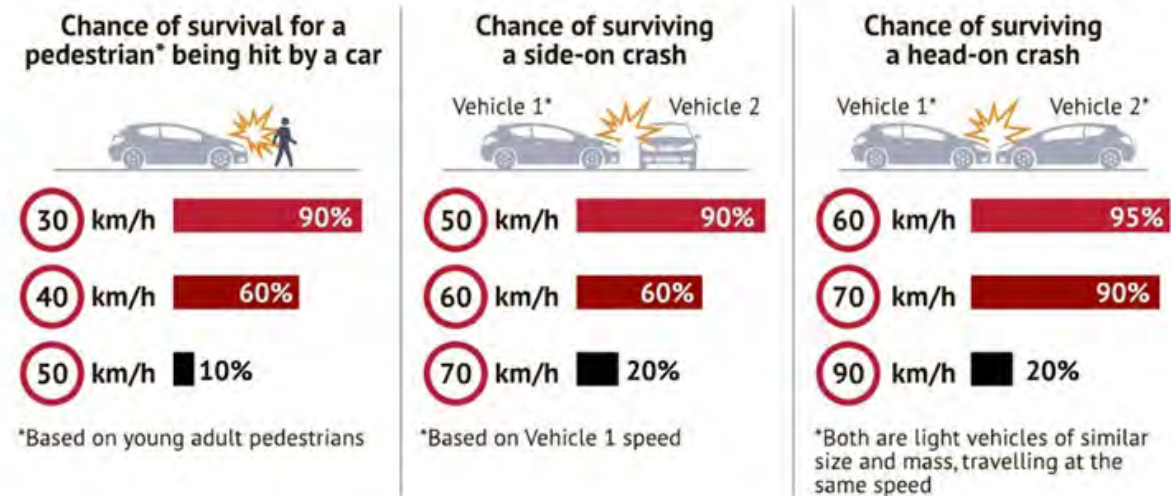 Chance of survival for a
pedestrian* being hit by a car
30 km/h 90%
40 km/h 60%
50 km/h 10%
*Based on young adult pedestrians
Chance of surviving
a side-on crash
Vehicle 1* Vehicle 2
50 km/h 90%
60 km/h 60%
70 km/h 20%
*Based on Vehicle 1 speed
Chance of surviving
a head-on crash
Vehicle 1* Vehicle 2*
60 km/h 95%
70 km/h 90%
90 km/h 20%
*Both are light vehicles of similar
size and mass, travelling at the
same speed